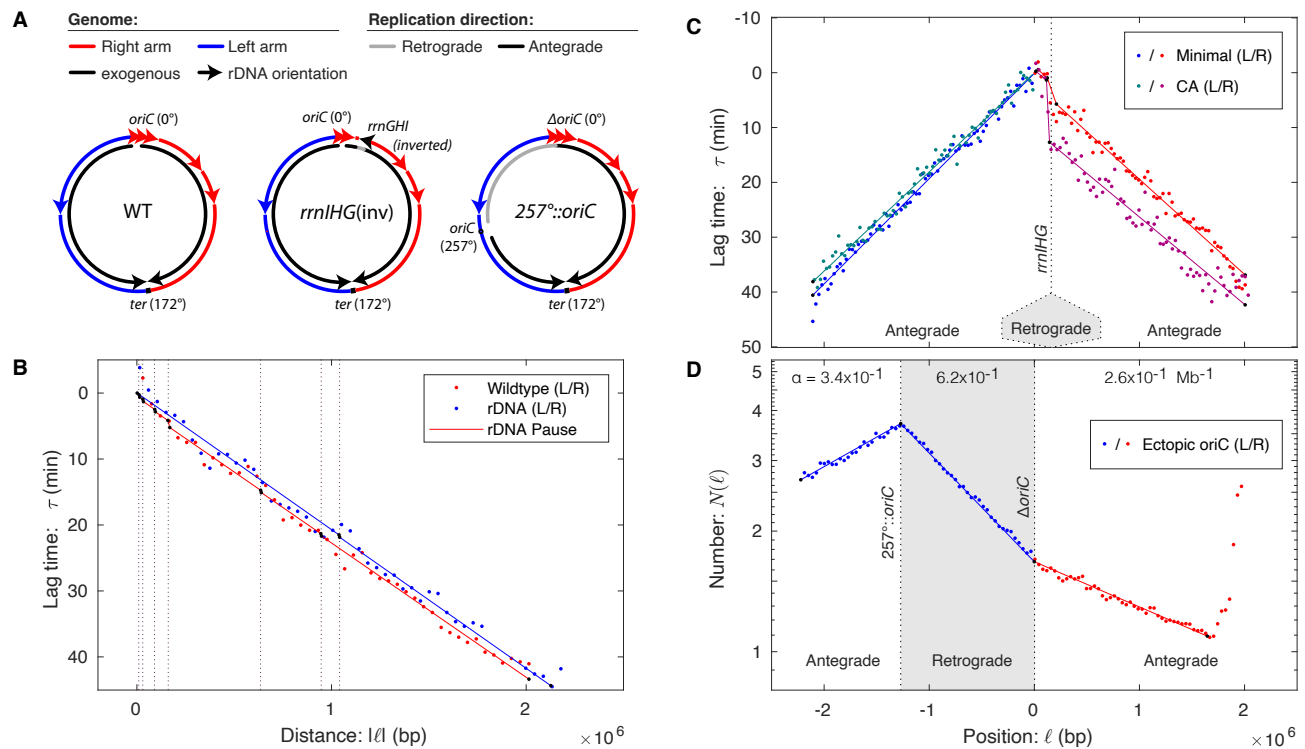 A
Genome:
Replication direction:
Right arm
Left arm
Retrograde
Antegrade
exogenous
rDNA orientation
oriC (0°)
WT
ter (172°)
oriC (0°)
rrnGHI
(inverted)
rrnIHG(inv)
ter (172°)
ΔoriC (0°)
257°::oriC
oriC
(257°)
ter (172°)
B
Wildtype (L/R)
rDNA (L/R)
rDNA Pause
0
10
20
30
40
Lag time: τ (min)
0
1
2
Distance: |ℓ| (bp)
×10⁶
C
-10
0
10
20
30
40
50
Lag time: τ (min)
/ Minimal (L/R)
/ CA (L/R)
rrnIHG
Antegrade
Retrograde
Antegrade
D
α = 3.4x10⁻¹
6.2x10⁻¹
2.6x10⁻¹ Mb⁻¹
/ Ectopic oriC (L/R)
5
4
3
2
1
Number: N(ℓ)
257°::oriC
ΔoriC
Antegrade
Retrograde
Antegrade
-2
-1
0
1
2
Position: ℓ (bp)
×10⁶